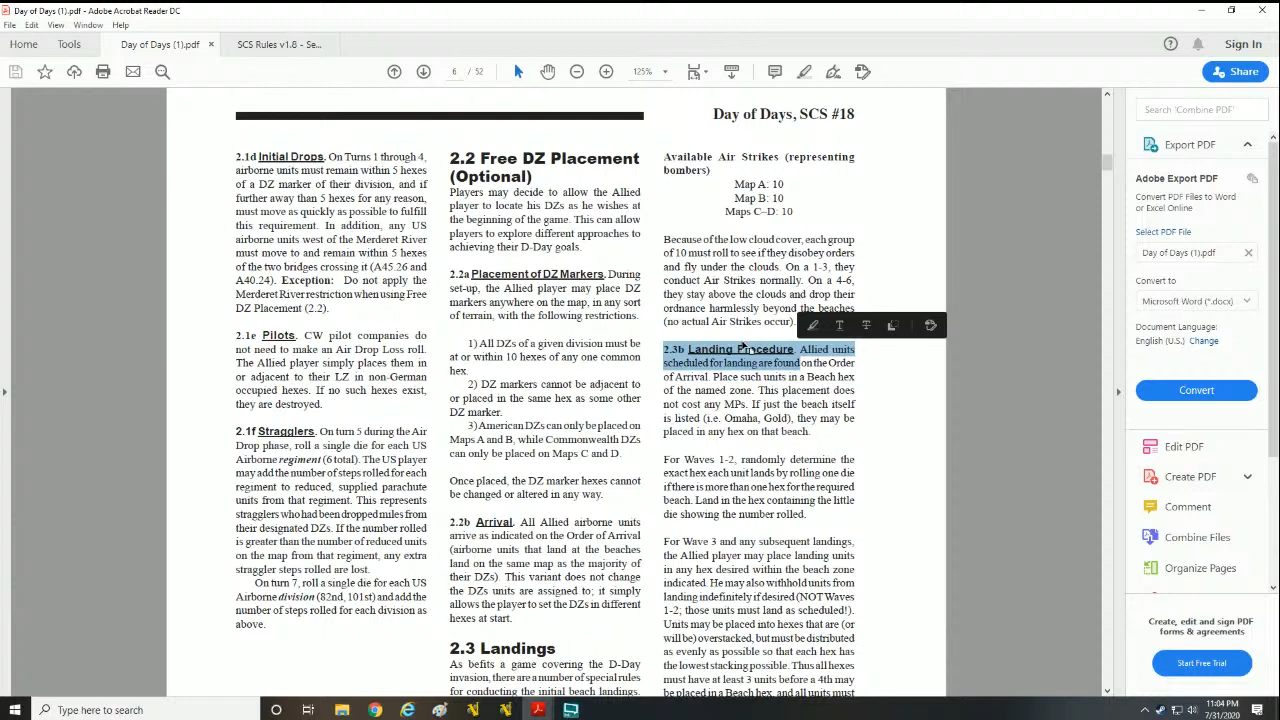 Day of Days (1).pdf - Adobe Acrobat Reader DC
File Edit View Window Help
Home Tools Day of Days (1).pdf × SCS Rules v1.8 - Se... Sign In
6 / 52 125% Share
Day of Days, SCS #18
2.1d Initial Drops. On Turns 1 through 4,
airborne units must remain within 5 hexes
of a DZ marker of their division, and if
further away than 5 hexes for any reason,
must move as quickly as possible to fulfill
this requirement. In addition, any US
airborne units west of the Merderet River
must move to and remain within 5 hexes
of the two bridges crossing it (A45.26 and
A40.24). Exception: Do not apply the
Merderet River restriction when using Free
DZ Placement (2.2).
2.1e Pilots. CW pilot companies do
not need to make an Air Drop Loss roll.
The Allied player simply places them in
or adjacent to their LZ in non-German
occupied hexes. If no such hexes exist,
they are destroyed.
2.1f Stragglers. On turn 5 during the Air
Drop phase, roll a single die for each US
Airborne regiment (6 total). The US player
may add the number of steps rolled for each
regiment to reduced, supplied parachute
units from that regiment. This represents
stragglers who had been dropped miles from
their designated DZs. If the number rolled
is greater than the number of reduced units
on the map from that regiment, any extra
straggler steps rolled are lost.
On turn 7, roll a single die for each US
Airborne division (82nd, 101st) and add the
number of steps rolled for each division as
above.
2.2 Free DZ Placement
(Optional)
Players may decide to allow the Allied
player to locate his DZs as he wishes at
the beginning of the game. This can allow
players to explore different approaches to
achieving their D-Day goals.
2.2a Placement of DZ Markers. During
set-up, the Allied player may place DZ
markers anywhere on the map, in any sort
of terrain, with the following restrictions.
1) All DZs of a given division must be
at or within 10 hexes of any one common
hex.
2) DZ markers cannot be adjacent to
or placed in the same hex as some other
DZ marker.
3) American DZs can only be placed on
Maps A and B, while Commonwealth DZs
can only be placed on Maps C and D.
Once placed, the DZ marker hexes cannot
be changed or altered in any way.
2.2b Arrival. All Allied airborne units
arrive as indicated on the Order of Arrival
(airborne units that land at the beaches
land on the same map as the majority of
their DZs). This variant does not change
the DZs units are assigned to; it simply
allows the player to set the DZs in different
hexes at start.
2.3 Landings
As befits a game covering the D-Day
invasion, there are a number of special rules
for conducting the initial beach landings.
Available Air Strikes (representing
bombers)
Map A: 10
Map B: 10
Maps C–D: 10
Because of the low cloud cover, each group
of 10 must roll to see if they disobey orders
and fly under the clouds. On a 1-3, they
conduct Air Strikes normally. On a 4-6,
they stay above the clouds and drop their
ordnance harmlessly beyond the beaches
(no actual Air Strikes occur).
2.3b Landing Procedure. Allied units
scheduled for landing are found on the Order
of Arrival. Place such units in a Beach hex
of the named zone. This placement does
not cost any MPs. If just the beach itself
is listed (i.e. Omaha, Gold), they may be
placed in any hex on that beach.
For Waves 1-2, randomly determine the
exact hex each unit lands by rolling one die
if there is more than one hex for the required
beach. Land in the hex containing the little
die showing the number rolled.
For Wave 3 and any subsequent landings,
the Allied player may place landing units
in any hex desired within the beach zone
indicated. He may also withhold units from
landing indefinitely if desired (NOT Waves
1-2; those units must land as scheduled!).
Units may be placed into hexes that are (or
will be) overstacked, but must be distributed
as evenly as possible so that each hex has
the lowest stacking possible. Thus all hexes
must have at least 3 units before a 4th may
be placed in a Beach hex, and all units must
Search 'Combine PDF'
Export PDF
Adobe Export PDF
Convert PDF Files to Word
or Excel Online
Select PDF File
Day of Days (1).pdf ×
Convert to
Microsoft Word (*.docx)
Document Language:
English (U.S.) Change
Convert
Edit PDF
Create PDF
Comment
Combine Files
Organize Pages
Create, edit and sign PDF
forms & agreements
Start Free Trial
Type here to search
11:04 PM
7/31/2020